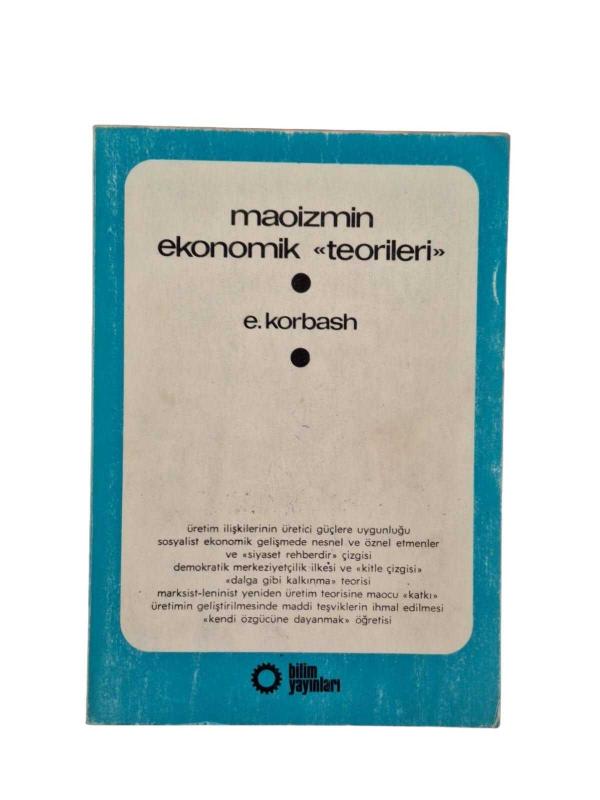 maoizmin
ekonomik «teorileri»
e.korbash
üretim ilişkilerinin üretici güçlere uygunluğu
sosyalist ekonomik gelişmede nesnel ve öznel etmenler
ve «siyaset rehberdir» çizgisi
demokratik merkeziyetçilik ilkesi ve «kitle çizgisi»
«dalga gibi kalkınma» teorisi
marksist-leninist yeniden üretim teorisine maocu «katkı»
üretimin geliştirilmesinde maddi teşviklerin ihmal edilmesi
«kendi özgücüne dayanmak» öğretisi
bilim
yayınları